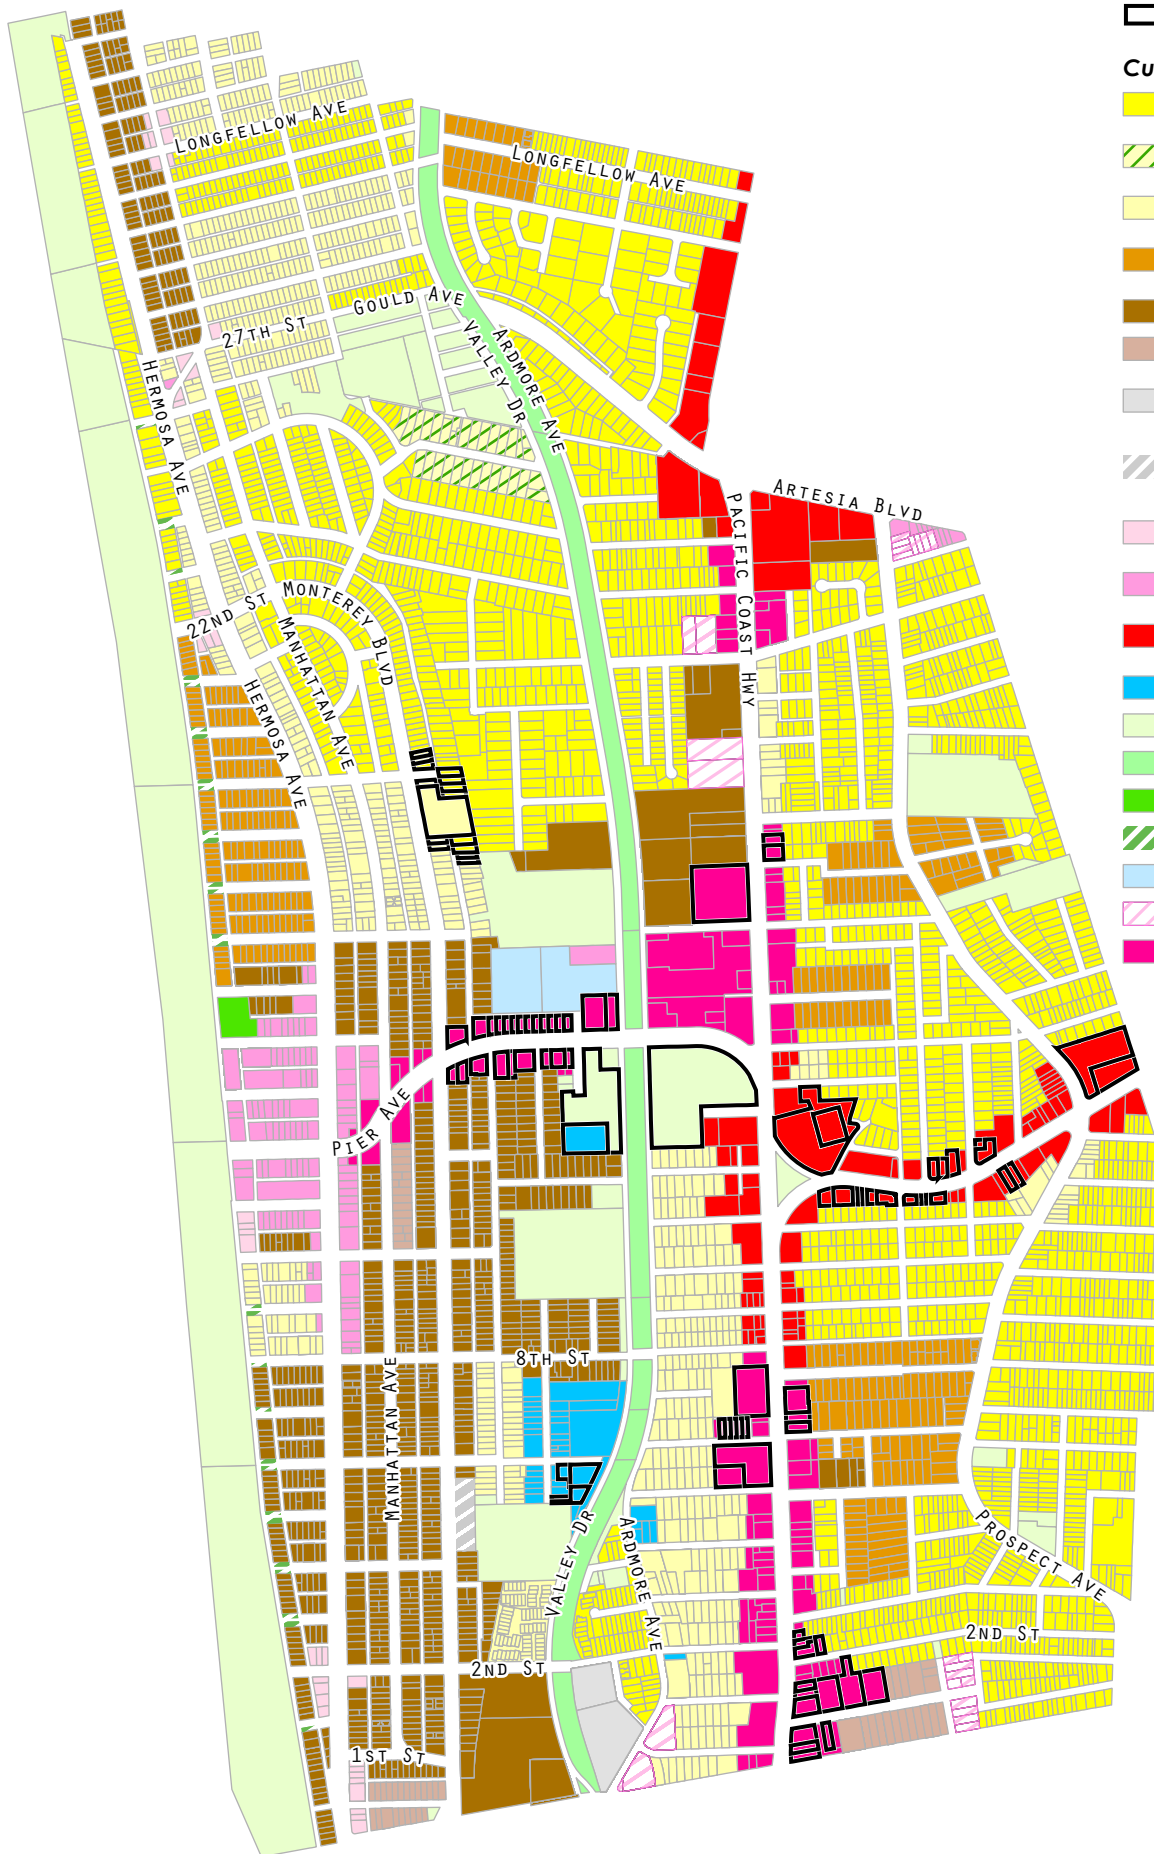 Cu
LONGFELLOW AVE
LONGFELLOW AVE
GOULD AVE
27TH ST
ARDMORE AVE
VALLEY DR
HERMOSA AVE
ARTESIA BLVD
PACIFIC COAST HWY
22ND ST
MONTEREY BLVD
MANHATTAN AVE
HERMOSA AVE
PIER AVE
8TH ST
MANHATTAN AVE
VALLEY DR
ARDMORE AVE
PROSPECT AVE
2ND ST
2ND ST
1ST ST